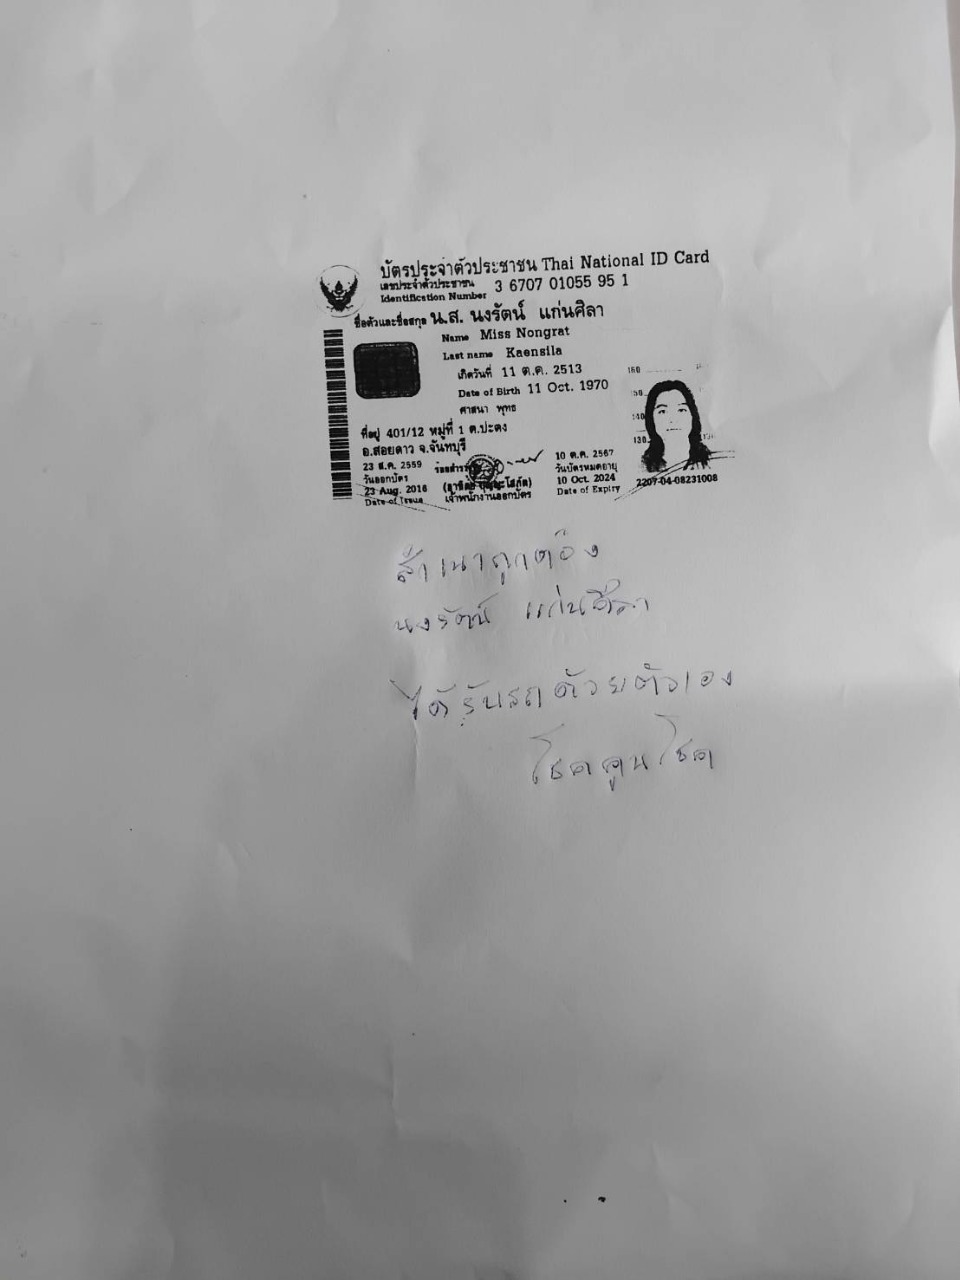 บัตรประจำตัวประชาชน Thai National ID Card
เลขประจำตัวประชาชน
Identification Number 3 6707 01055 95 1
ชื่อตัวและชื่อสกุล น.ส. นงรัตน์ แก่นศิลา
Name Miss Nongrat
Last name Kaensila
เกิดวันที่ 11 ต.ค. 2513
Date of Birth 11 Oct. 1970
ศาสนา พุทธ
ที่อยู่ 401/12 หมู่ที่ 1 ต.ปะตง
อ.สอยดาว จ.จันทบุรี
23 ส.ค. 2559
วันออกบัตร
23 Aug. 2016
Date of Issue
เจ้าพนักงานออกบัตร
10 ต.ค. 2567
วันบัตรหมดอายุ
10 Oct. 2024
Date of Expiry
160
150
140
130
2207-04-08231008
สำเนาถูกต้อง
นงรัตน์ แก่นศิลา
ได้รับรถด้วยตัวเอง
โชคคูนโชค